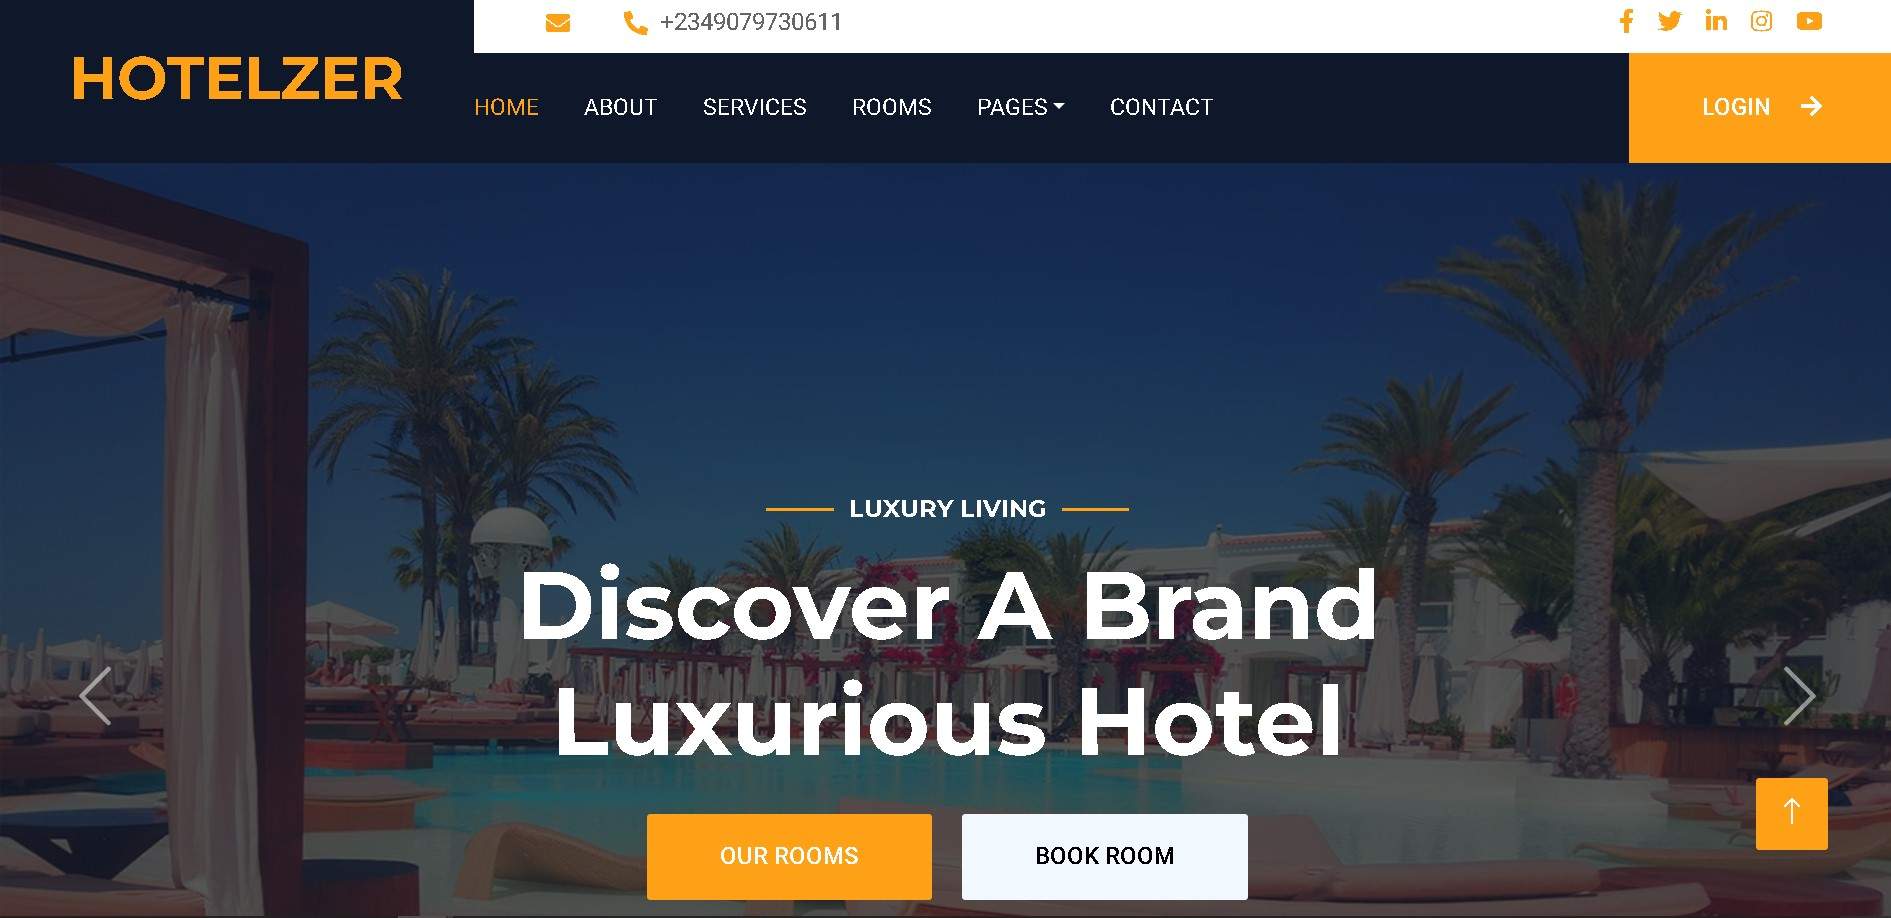 +2349079730611
HOTELZER
HOME ABOUT SERVICES ROOMS PAGES CONTACT LOGIN
LUXURY LIVING
Discover A Brand
Luxurious Hotel
OUR ROOMS BOOK ROOM